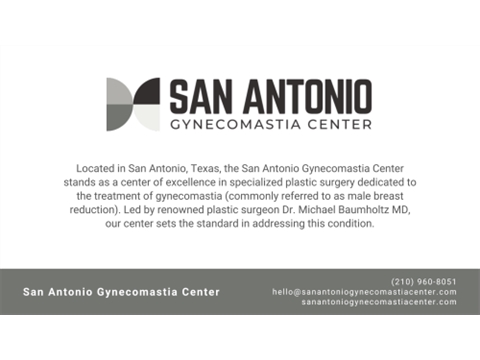 SAN ANTONIO
GYNECOMASTIA CENTER
Located in San Antonio, Texas, the San Antonio Gynecomastia Center
stands as a center of excellence in specialized plastic surgery dedicated to
the treatment of gynecomastia (commonly referred to as male breast
reduction). Led by renowned plastic surgeon Dr. Michael Baumholtz MD,
our center sets the standard in addressing this condition.
San Antonio Gynecomastia Center
(210) 960-8051
hello@sanantoniogynecomastiacenter.com
sanantoniogynecomastiacenter.com